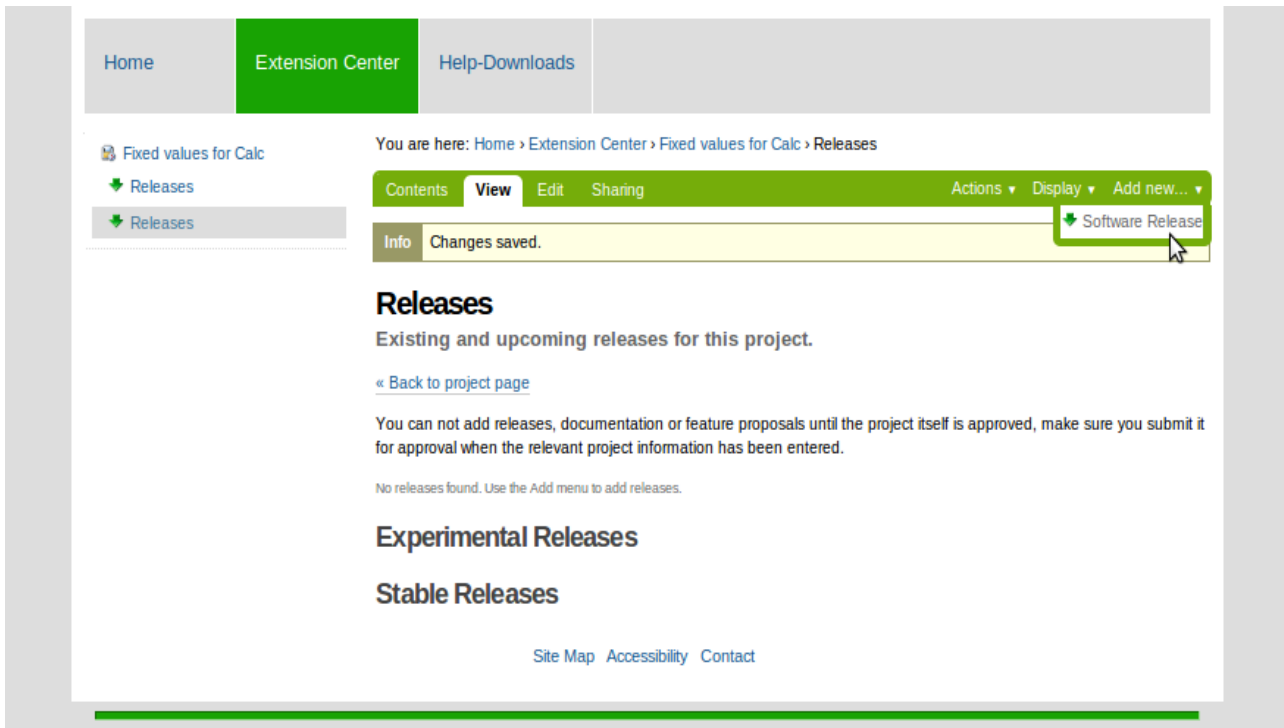 Home Extension Center Help-Downloads
Fixed values for Calc
Releases
Releases
You are here: Home › Extension Center › Fixed values for Calc › Releases
Contents View Edit Sharing Actions ▾ Display ▾ Add new... ▾
Software Release
Info Changes saved.
Releases
Existing and upcoming releases for this project.
« Back to project page
You can not add releases, documentation or feature proposals until the project itself is approved, make sure you submit it
for approval when the relevant project information has been entered.
No releases found. Use the Add menu to add releases.
Experimental Releases
Stable Releases
Site Map Accessibility Contact